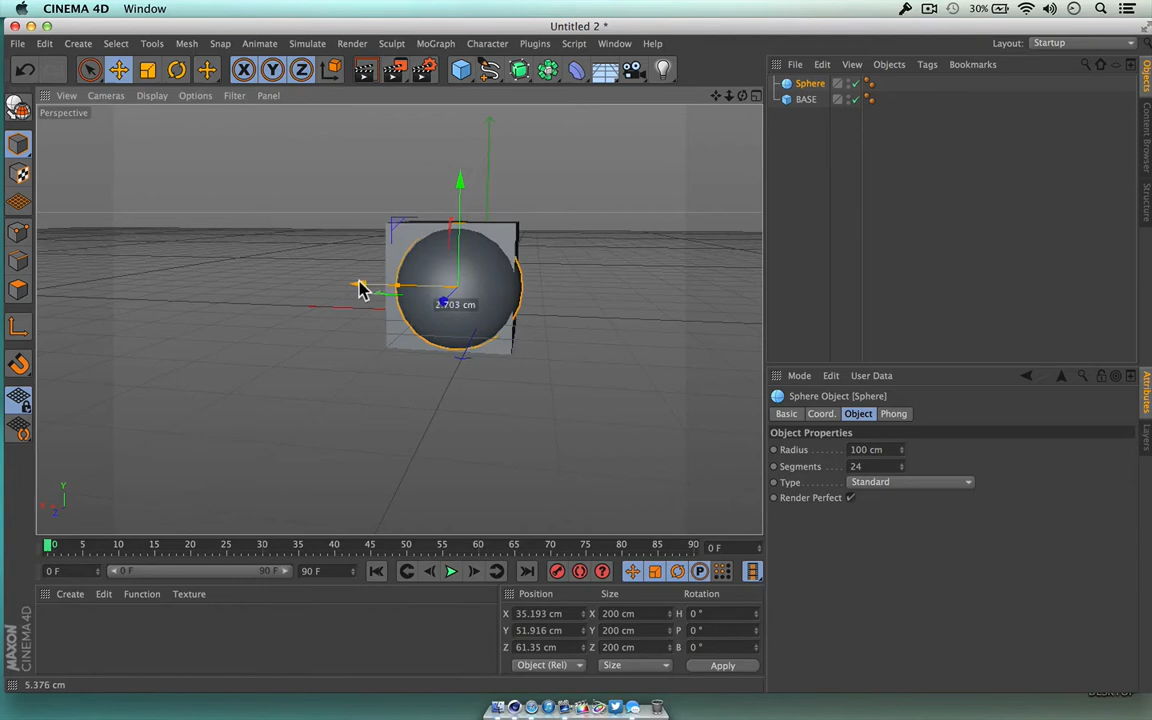 CINEMA 4D Window 30%
Untitled 2 *
File Edit Create Select Tools Mesh Snap Animate Simulate Render Sculpt MoGraph Character Plugins Script Window Help Layout: Startup
View Cameras Display Options Filter Panel
File Edit View Objects Tags Bookmarks
Perspective
Sphere
BASE
Objects
Content Browser
Structure
2.703 cm
Mode Edit User Data
Sphere Object [Sphere]
Basic Coord. Object Phong
Object Properties
Radius 100 cm
Segments 24
Type Standard
Render Perfect
Attributes
Layers
Y
Z
0 5 10 15 20 25 30 35 40 45 50 55 60 65 70 75 80 85 90 0 F
0 F 0 F 90 F 90 F
Create Edit Function Texture
Position Size Rotation
X 35.193 cm X 200 cm H 0 °
Y 51.916 cm Y 200 cm P 0 °
Z 61.35 cm Z 200 cm B 0 °
Object (Rel) Size Apply
MAXON
CINEMA 4D
5.376 cm